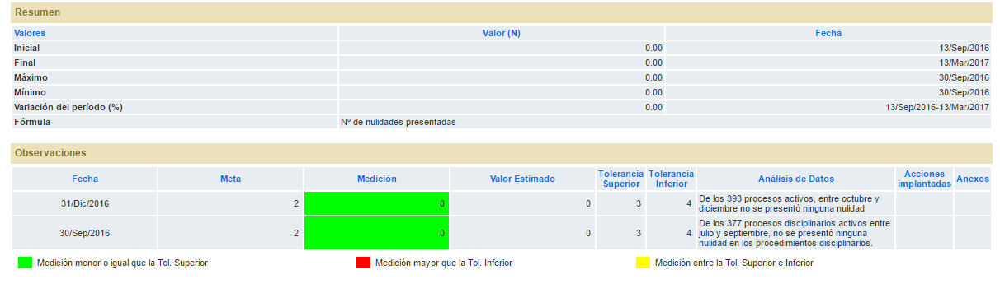 Resumen
Valores Valor (N) Fecha
Inicial 0.00 13/Sep/2016
Final 0.00 13/Mar/2017
Máximo 0.00 30/Sep/2016
Mínimo 0.00 30/Sep/2016
Variación del período (%) 0.00 13/Sep/2016-13/Mar/2017
Fórmula Nº de nulidades presentadas
Observaciones
Fecha Meta Medición Valor Estimado Tolerancia Superior Tolerancia Inferior Análisis de Datos Acciones implantadas Anexos
31/Dic/2016 2 0 0 3 4 De los 393 procesos activos, entre octubre y
diciembre no se presentó ninguna nulidad
30/Sep/2016 2 0 0 3 4 De los 377 procesos disciplinarios activos entre
julio y septiembre, no se presentó ninguna
nulidad en los procedimientos disciplinarios.
Medición menor o igual que la Tol. Superior Medición mayor que la Tol. Inferior Medición entre la Tol. Superior e Inferior